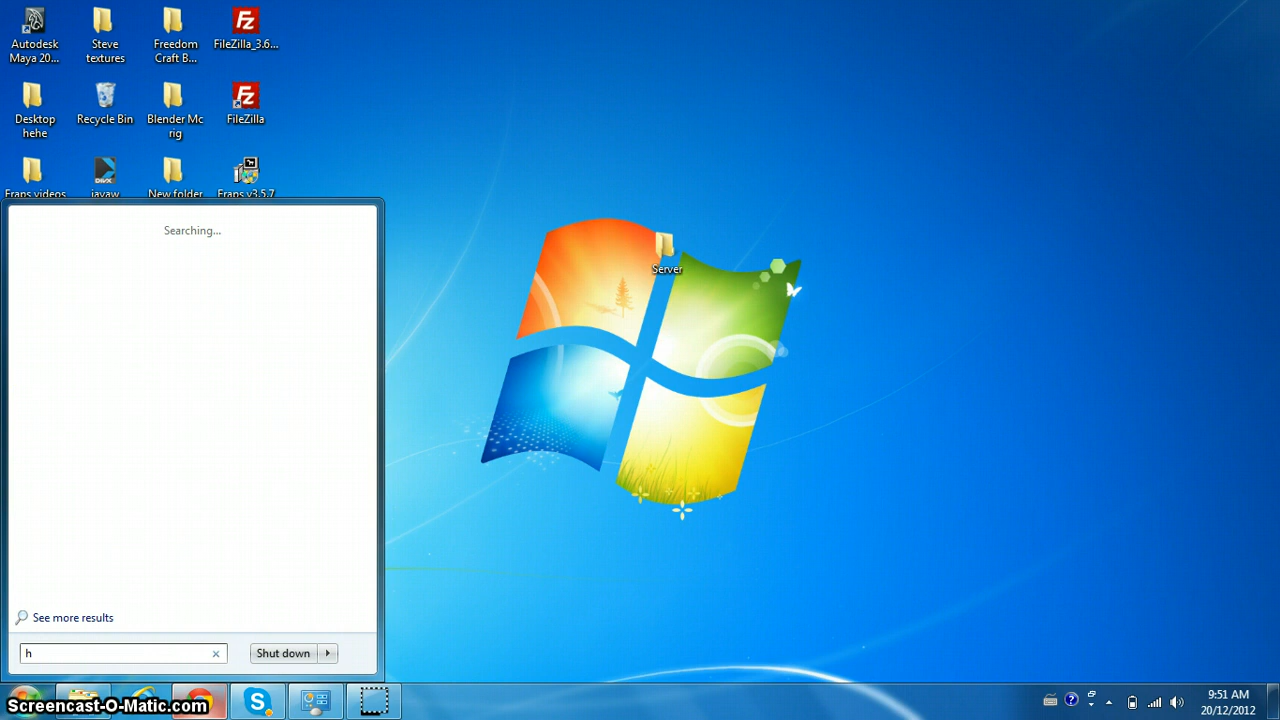 Autodesk
Maya 20...
Steve
textures
Freedom
Craft B...
FileZilla_3.6...
Desktop
hehe
Recycle Bin
Blender Mc
rig
FileZilla
Fraps videos
javaw
New folder
Fraps v3.5.7
Searching...
Server
See more results
h
Shut down
9:51 AM
20/12/2012
Screencast-O-Matic.com